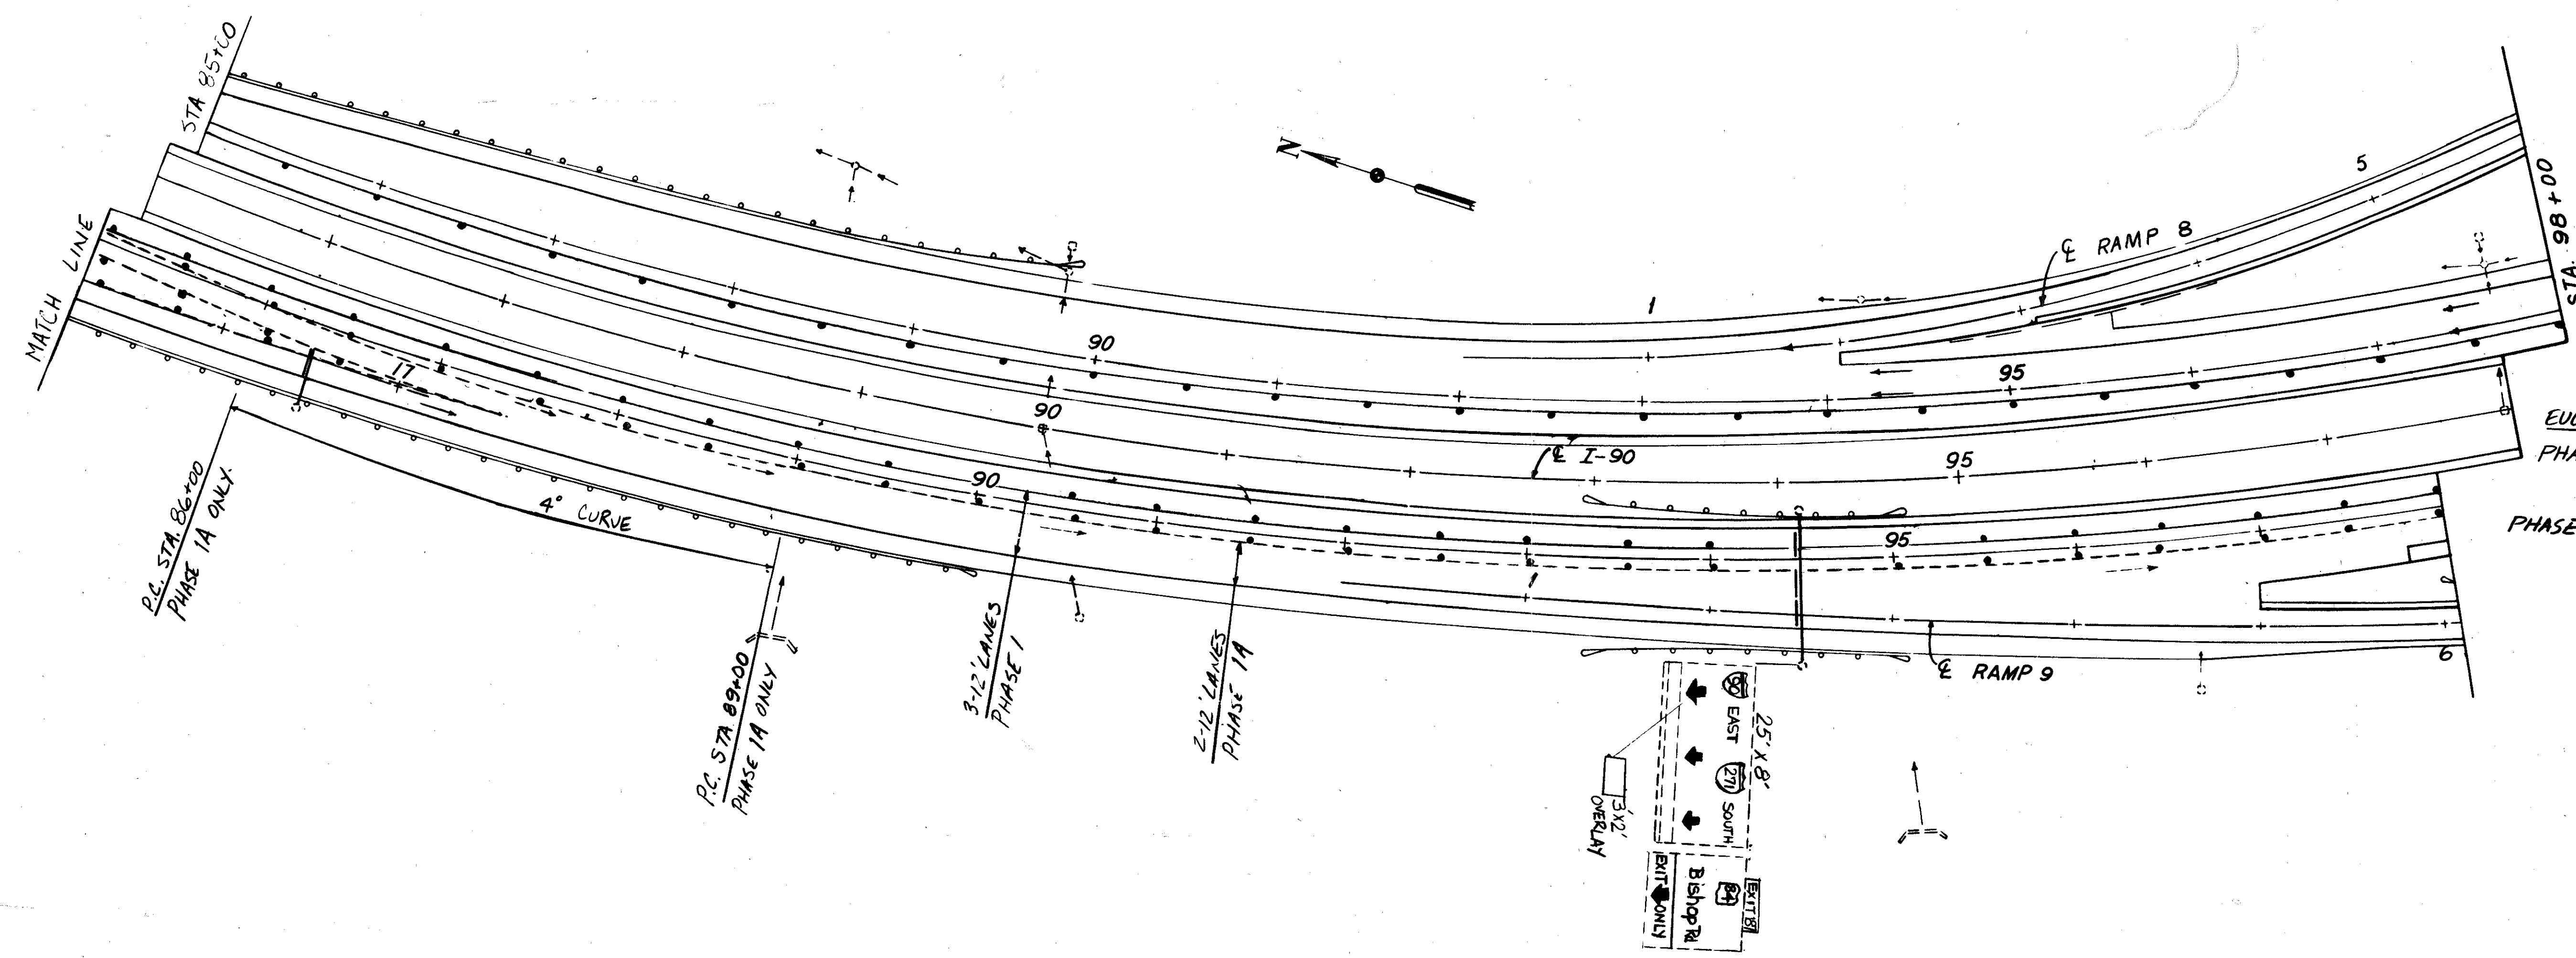 STA 85+00
MATCH LINE
N
5
STA. 98+00
℄ RAMP 8
1
90
95
17
90
℄ I-90
95
90
95
1
P.C. STA. 86+00
PHASE 1A ONLY.
4° CURVE
P.C. STA 89+00
PHASE 1A ONLY
3-12' LANES
PHASE 1
2-12' LANES
PHASE 1A
℄ RAMP 9
6
PHASE
25' X 8'
90 EAST 271 SOUTH
3'X2'
OVERLAY
84
Bishop Rd
EXIT ONLY